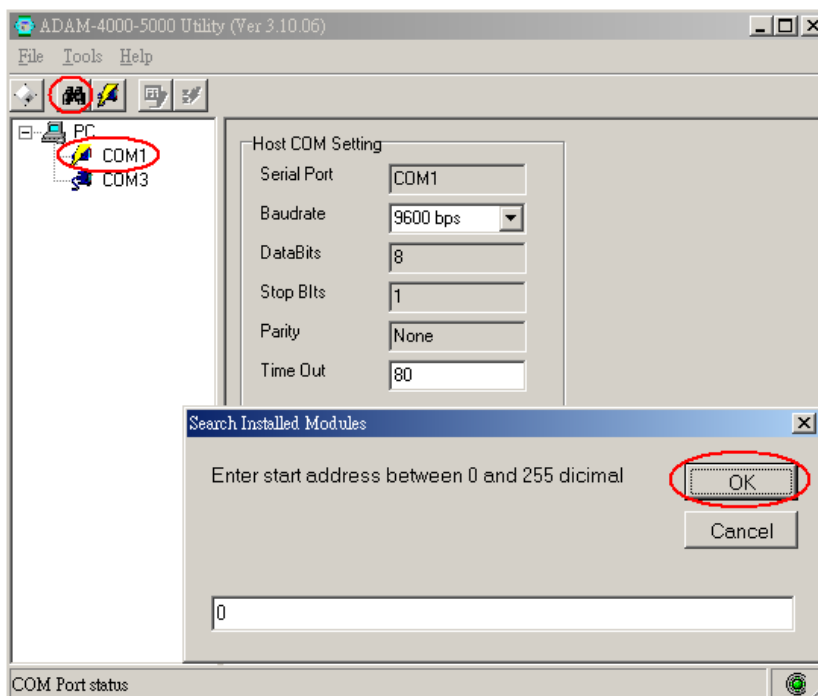 ADAM-4000-5000 Utility (Ver 3.10.06)
File Tools Help
PC
COM1
COM3
Host COM Setting
Serial Port COM1
Baudrate 9600 bps
DataBits 8
Stop BIts 1
Parity None
Time Out 80
Search Installed Modules
Enter start address between 0 and 255 dicimal
OK
Cancel
0
COM Port status